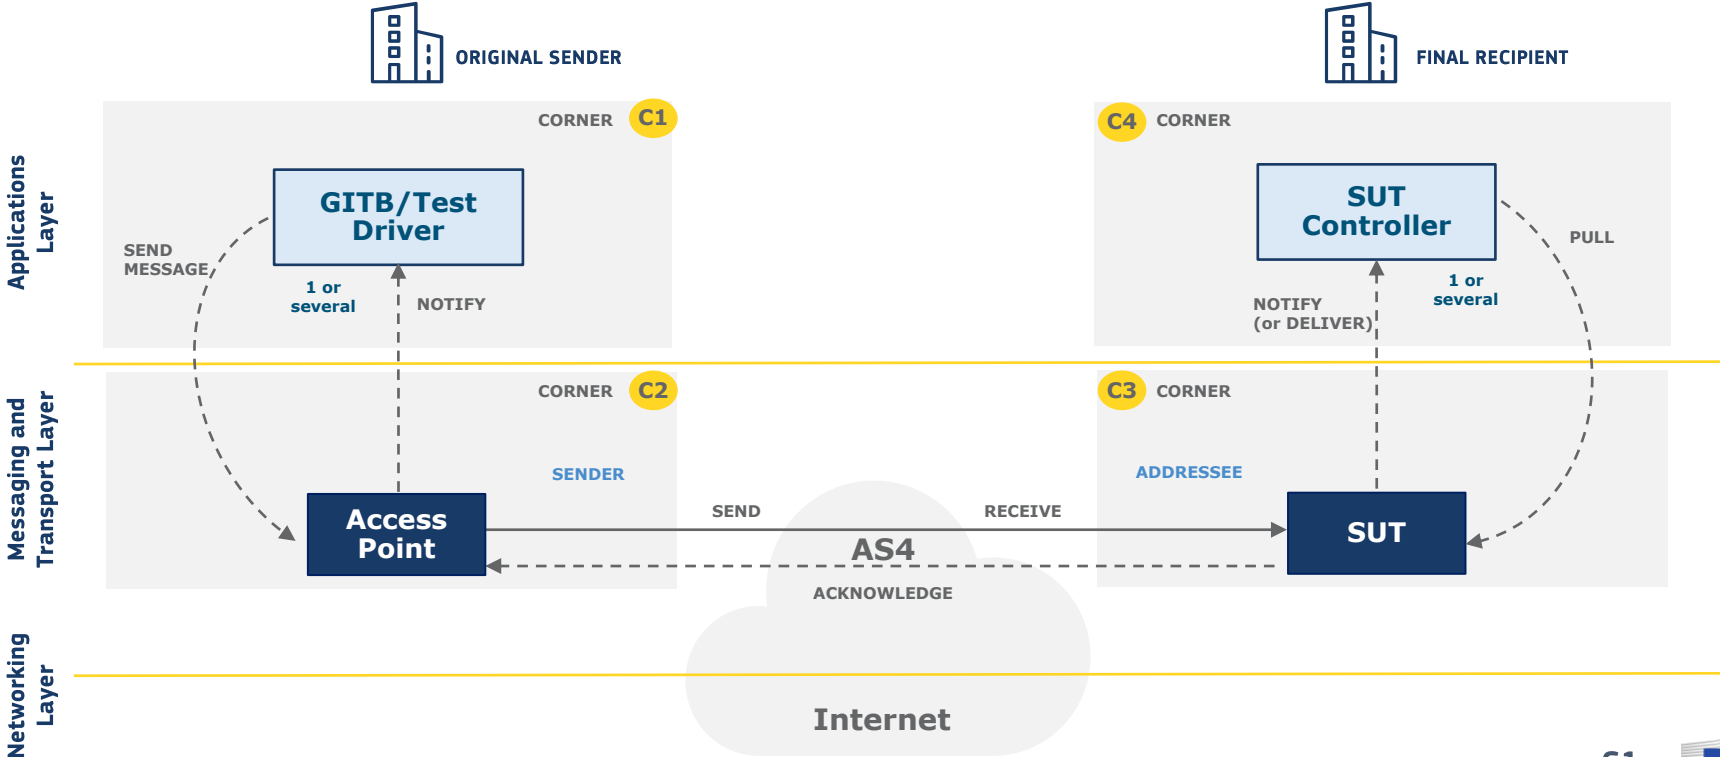 ORIGINAL SENDER
FINAL RECIPIENT
Applications
Layer
CORNER C1
GITB/Test
Driver
SEND
MESSAGE
1 or
several
NOTIFY
C4 CORNER
SUT
Controller
PULL
1 or
several
NOTIFY
(or DELIVER)
Messaging and
Transport Layer
CORNER C2
SENDER
Access
Point
C3 CORNER
ADDRESSEE
SUT
SEND
RECEIVE
AS4
ACKNOWLEDGE
Networking
Layer
Internet